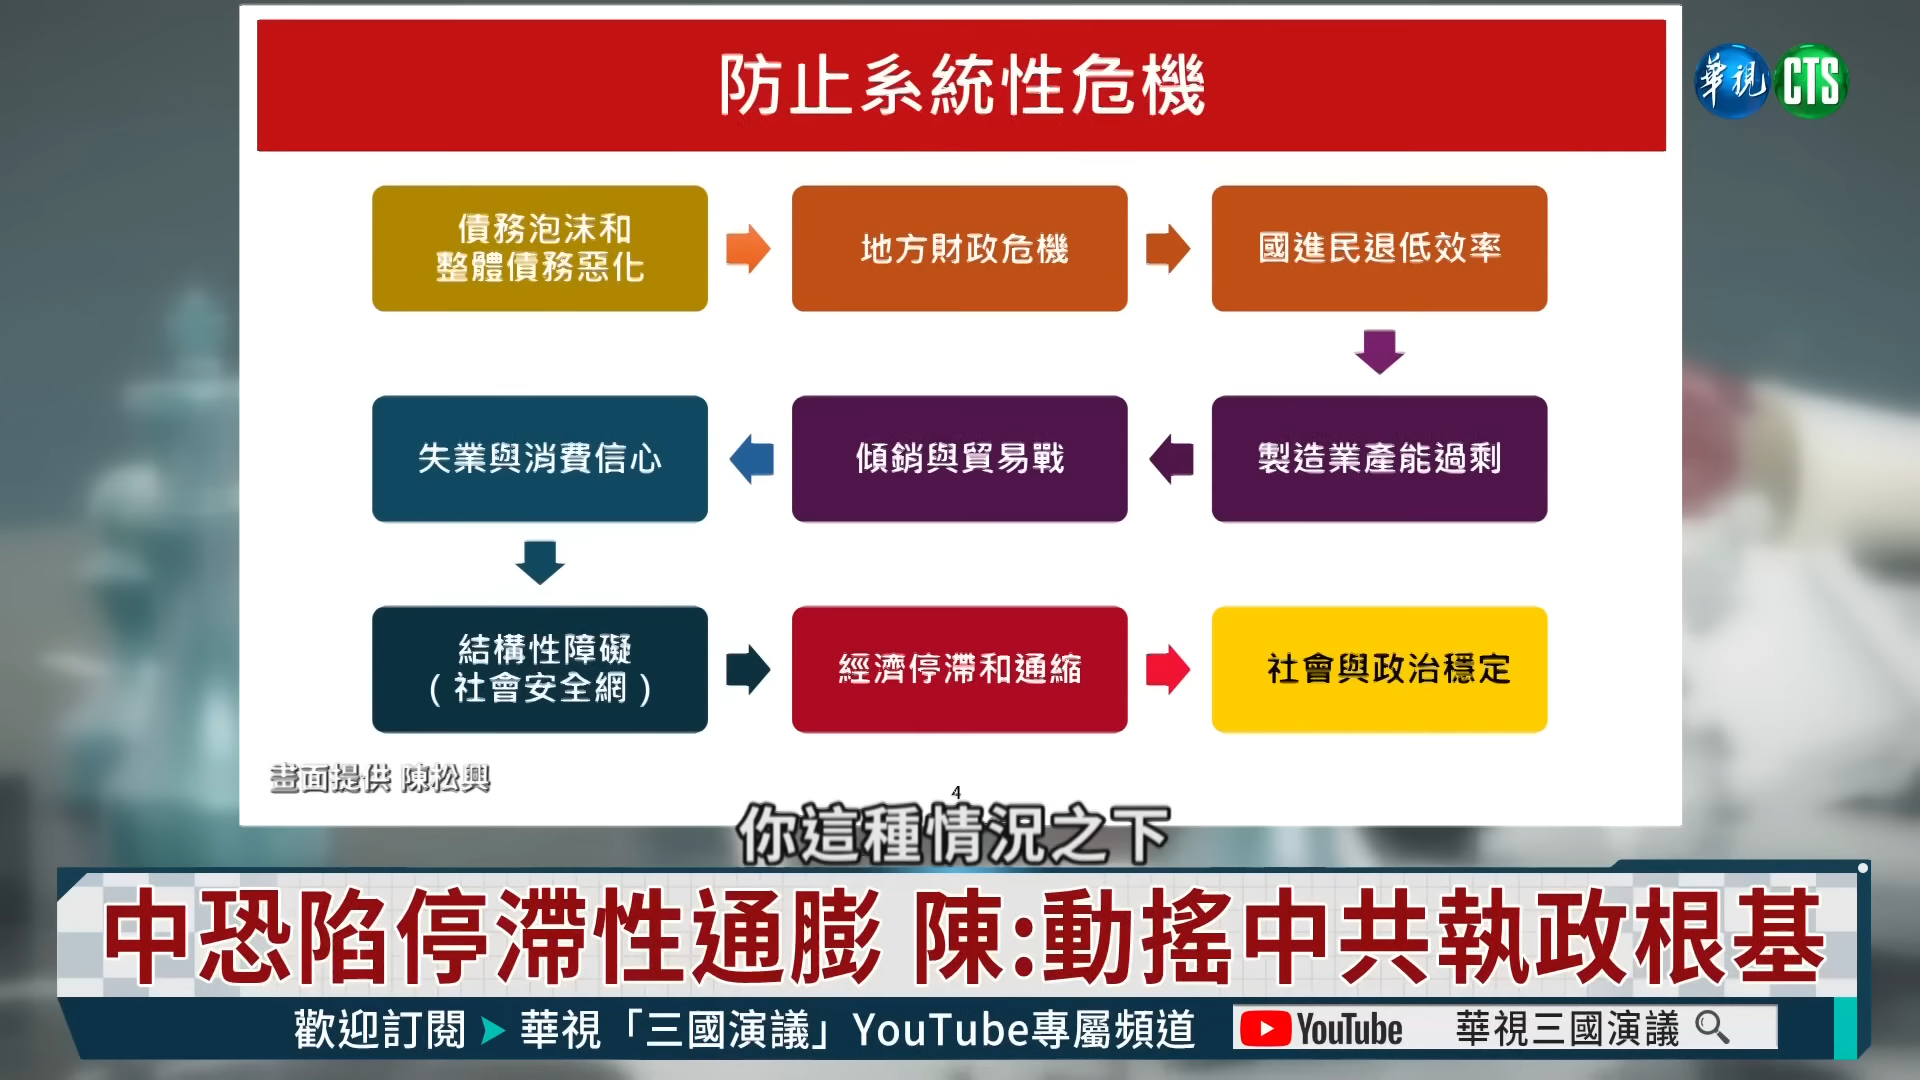 防止系統性危機
華視 CTS
債務泡沫和
整體債務惡化
地方財政危機
國進民退低效率
失業與消費信心
傾銷與貿易戰
製造業產能過剩
結構性障礙
(社會安全網)
經濟停滯和通縮
社會與政治穩定
畫面提供 陳松興
4
你這種情況之下
中恐陷停滯性通膨 陳:動搖中共執政根基
歡迎訂閱 華視「三國演議」YouTube專屬頻道
YouTube 華視三國演議